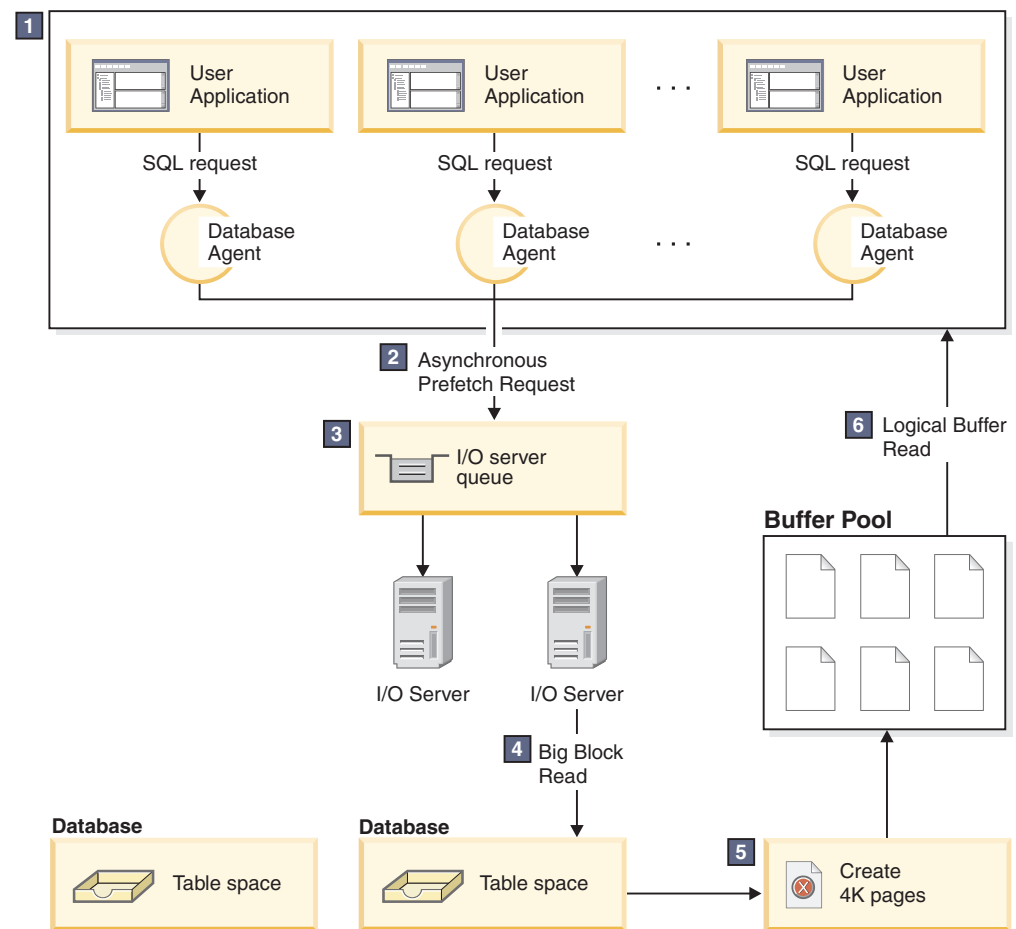 1
User
Application
User
Application
. . .
User
Application
SQL request
SQL request
SQL request
Database
Agent
Database
Agent
. . .
Database
Agent
2
Asynchronous
Prefetch Request
3
I/O server
queue
6
Logical Buffer
Read
Buffer Pool
I/O Server
I/O Server
4
Big Block
Read
Database
Table space
Database
Table space
5
Create
4K pages